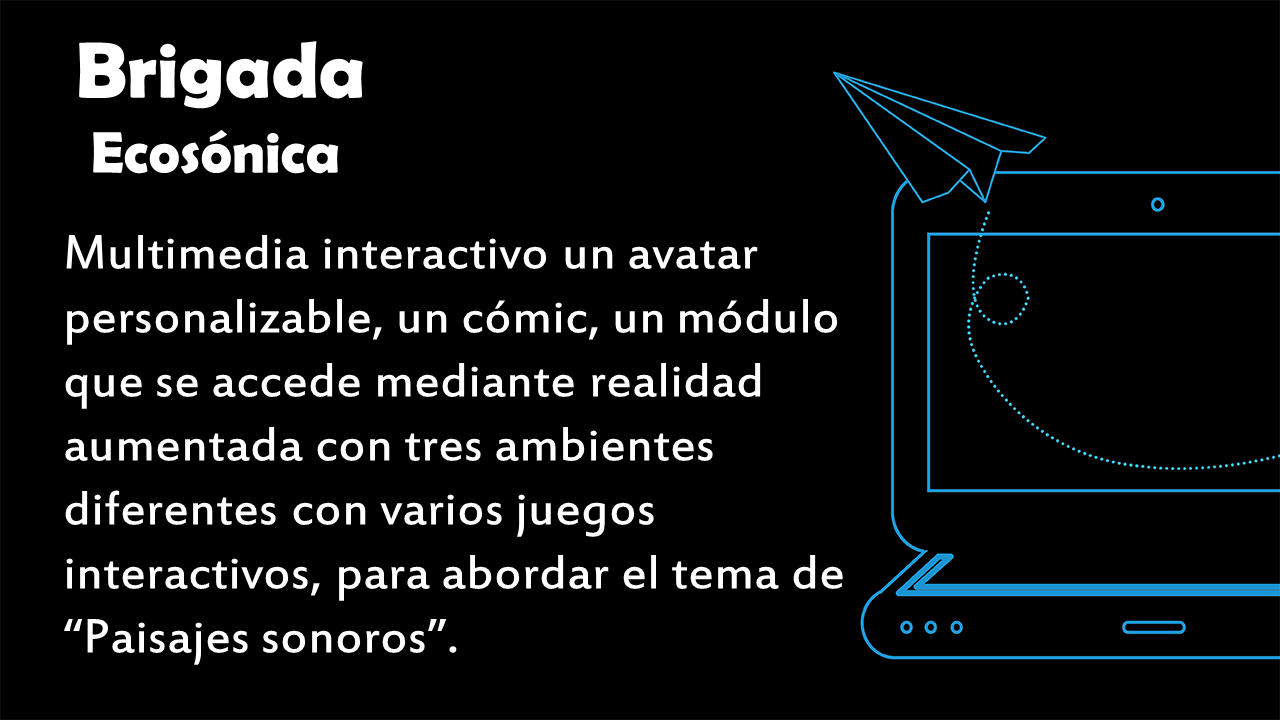 Brigada
Ecosónica
Multimedia interactivo un avatar
personalizable, un cómic, un módulo
que se accede mediante realidad
aumentada con tres ambientes
diferentes con varios juegos
interactivos, para abordar el tema de
“Paisajes sonoros”.